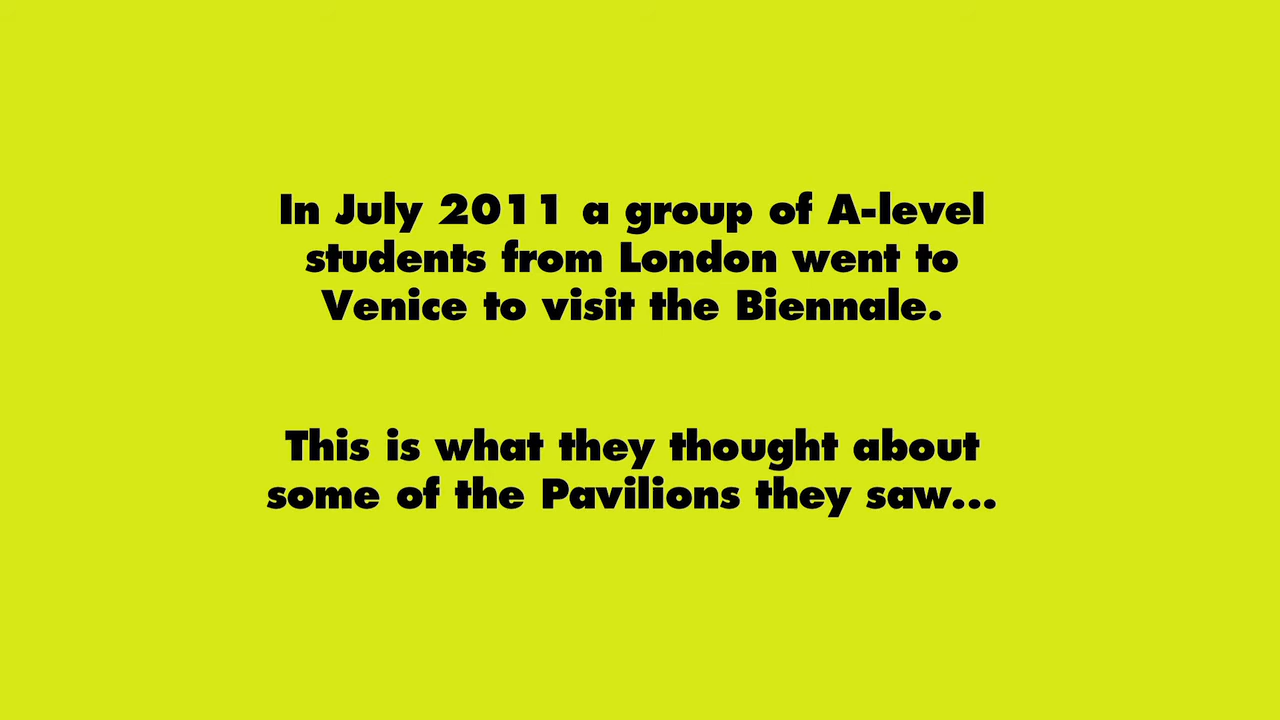 In July 2011 a group of A-level
students from London went to
Venice to visit the Biennale.
This is what they thought about
some of the Pavilions they saw...